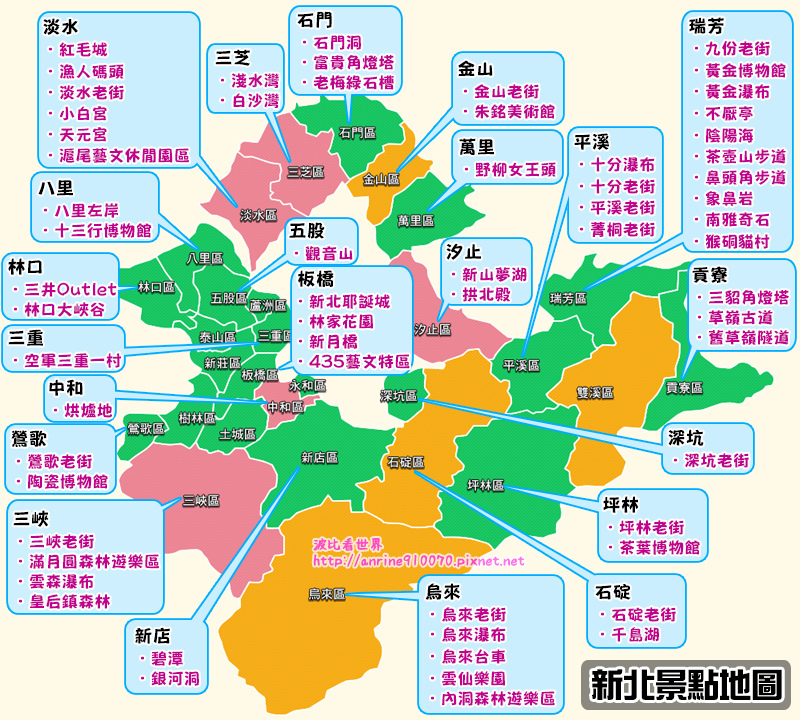 淡水
・紅毛城
・漁人碼頭
・淡水老街
・小白宮
・天元宮
・滬尾藝文休閒園區
三芝
・淺水灣
・白沙灣
石門
・石門洞
・富貴角燈塔
・老梅綠石槽
金山
・金山老街
・朱銘美術館
萬里
・野柳女王頭
平溪
・十分瀑布
・十分老街
・平溪老街
・菁桐老街
瑞芳
・九份老街
・黃金博物館
・黃金瀑布
・不厭亭
・陰陽海
・茶壺山步道
・鼻頭角步道
・象鼻岩
・南雅奇石
・猴硐貓村
八里
・八里左岸
・十三行博物館
五股
・觀音山
汐止
・新山夢湖
・拱北殿
林口
・三井Outlet
・林口大峽谷
板橋
・新北耶誕城
・林家花園
・新月橋
・435藝文特區
貢寮
・三貂角燈塔
・草嶺古道
・舊草嶺隧道
三重
・空軍三重一村
中和
・烘爐地
鶯歌
・鶯歌老街
・陶瓷博物館
深坑
・深坑老街
三峽
・三峽老街
・滿月圓森林遊樂區
・雲森瀑布
・皇后鎮森林
坪林
・坪林老街
・茶葉博物館
新店
・碧潭
・銀河洞
烏來
・烏來老街
・烏來瀑布
・烏來台車
・雲仙樂園
・內洞森林遊樂區
石碇
・石碇老街
・千島湖
石門區
三芝區
金山區
淡水區
萬里區
八里區
林口區
五股區
蘆洲區
瑞芳區
汐止區
泰山區
三重區
新莊區
平溪區
板橋區
永和區
雙溪區
貢寮區
深坑區
中和區
樹林區
鶯歌區
土城區
新店區
石碇區
坪林區
三峽區
烏來區
波比看世界
http://anrine910070.pixnet.net
新北景點地圖